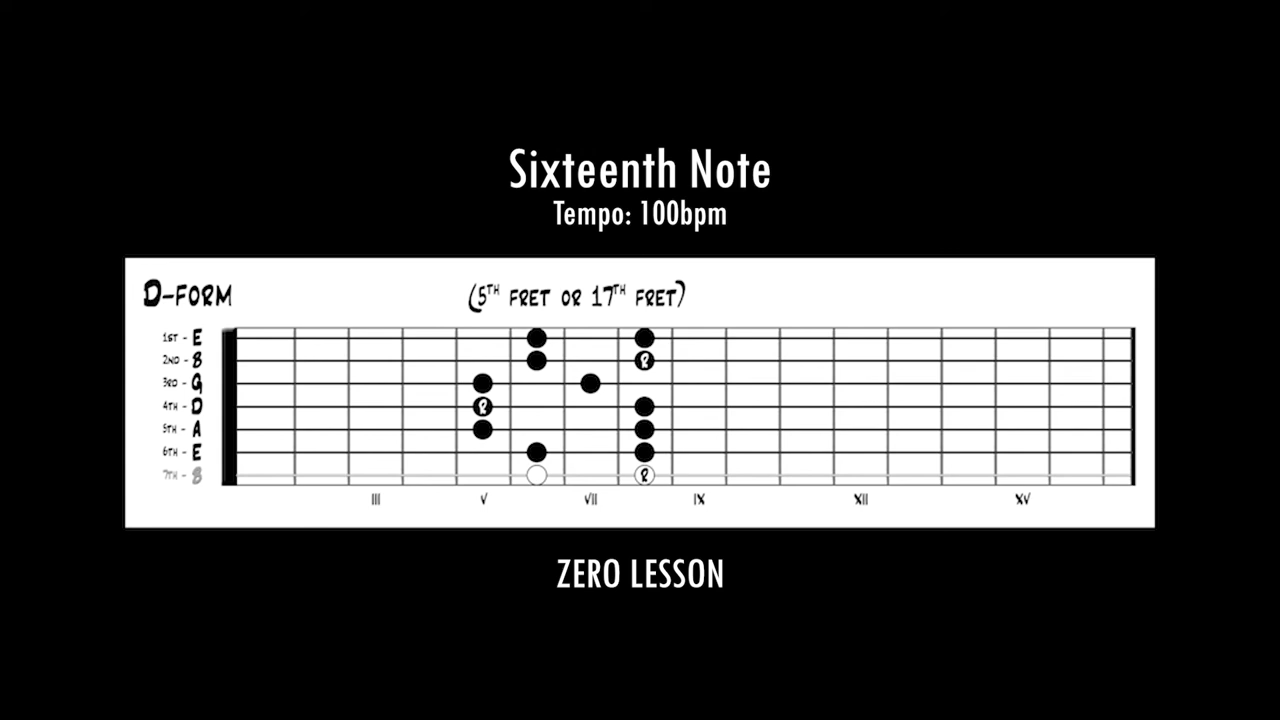 Sixteenth Note
Tempo: 100bpm
D-FORM (5TH FRET OR 17TH FRET)
1ST - E
2ND - B
R
3RD - G
4TH - D
R
5TH - A
6TH - E
7TH - B
R
III V VII IX XII XV
ZERO LESSON